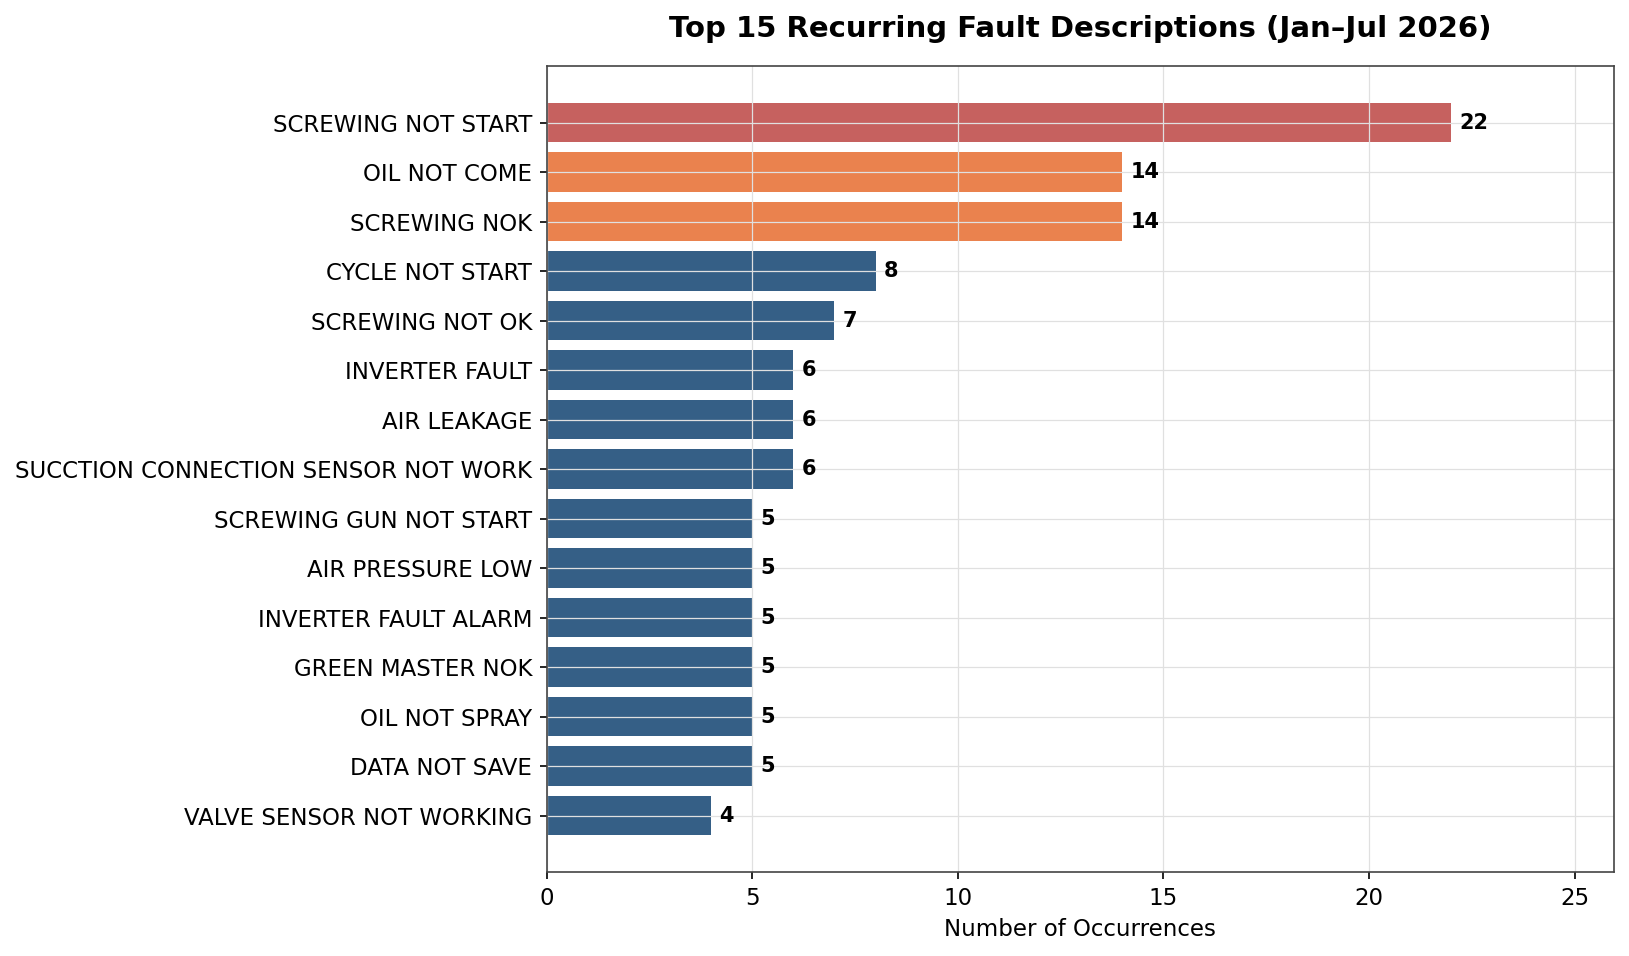 Top 15 Recurring Fault Descriptions (Jan–Jul 2026)
SCREWING NOT START 22
OIL NOT COME 14
SCREWING NOK 14
CYCLE NOT START 8
SCREWING NOT OK 7
INVERTER FAULT 6
AIR LEAKAGE 6
SUCCTION CONNECTION SENSOR NOT WORK 6
SCREWING GUN NOT START 5
AIR PRESSURE LOW 5
INVERTER FAULT ALARM 5
GREEN MASTER NOK 5
OIL NOT SPRAY 5
DATA NOT SAVE 5
VALVE SENSOR NOT WORKING 4
0 5 10 15 20 25
Number of Occurrences